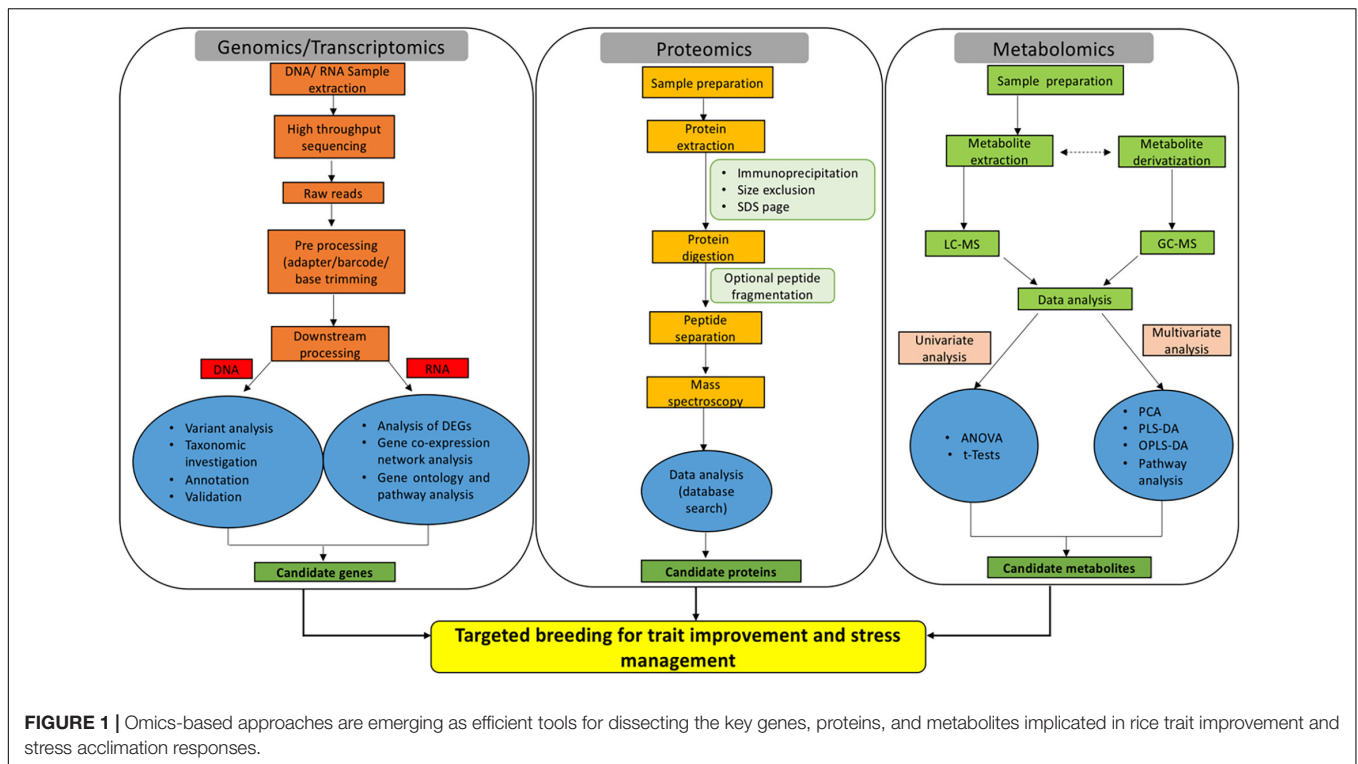 Genomics/Transcriptomics
DNA/ RNA Sample
extraction
High throughput
sequencing
Raw reads
Pre processing
(adapter/barcode/
base trimming
Downstream
processing
DNA
RNA
• Variant analysis
• Taxonomic
investigation
• Annotation
• Validation
• Analysis of DEGs
• Gene co-expression
network analysis
• Gene ontology and
pathway analysis
Candidate genes
Proteomics
Sample preparation
Protein
extraction
• Immunoprecipitation
• Size exclusion
• SDS page
Protein
digestion
Optional peptide
fragmentation
Peptide
separation
Mass
spectroscopy
Data analysis
(database
search)
Candidate proteins
Metabolomics
Sample preparation
Metabolite
extraction
Metabolite
derivatization
LC-MS
GC-MS
Data analysis
Univariate
analysis
Multivariate
analysis
• ANOVA
• t-Tests
• PCA
• PLS-DA
• OPLS-DA
• Pathway
analysis
Candidate metabolites
Targeted breeding for trait improvement and stress
management
FIGURE 1 | Omics-based approaches are emerging as efficient tools for dissecting the key genes, proteins, and metabolites implicated in rice trait improvement and
stress acclimation responses.